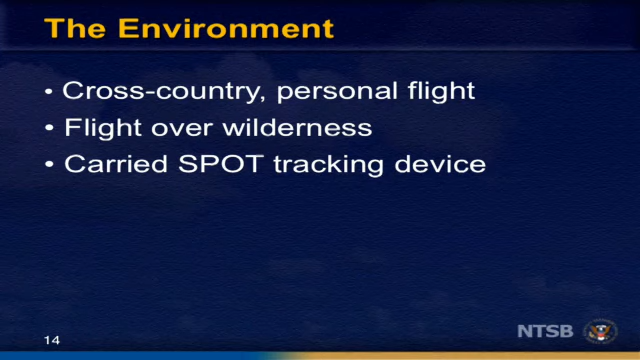 The Environment
• Cross-country, personal flight
• Flight over wilderness
• Carried SPOT tracking device
14
NTSB